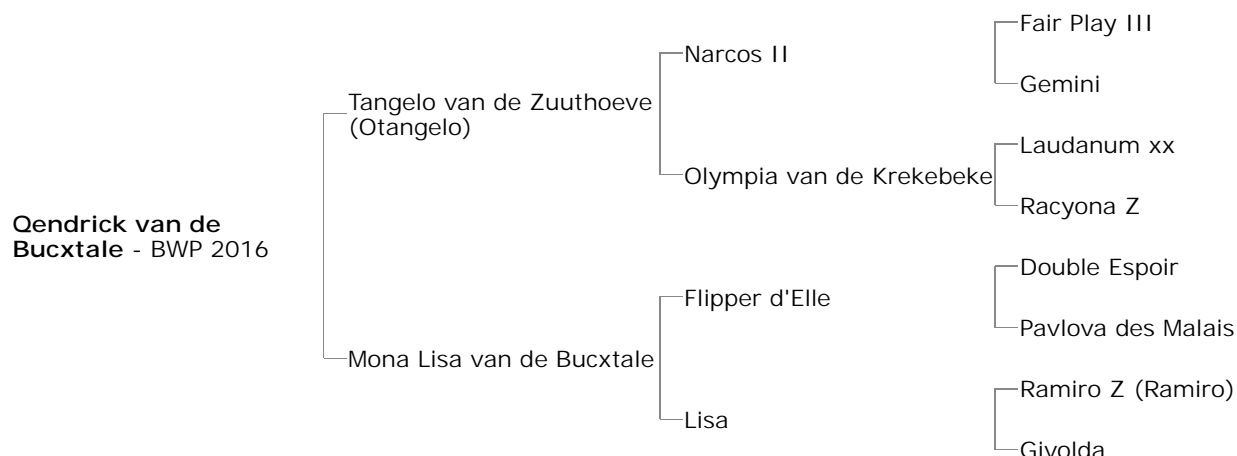 Fair Play III
Narcos II
Gemini
Tangelo van de Zuuthoeve
(Otangelo)
Laudanum xx
Olympia van de Krekebeke
Racyona Z
Qendrick van de
Bucxtale - BWP 2016
Double Espoir
Flipper d'Elle
Pavlova des Malais
Mona Lisa van de Bucxtale
Ramiro Z (Ramiro)
Lisa
Givolda